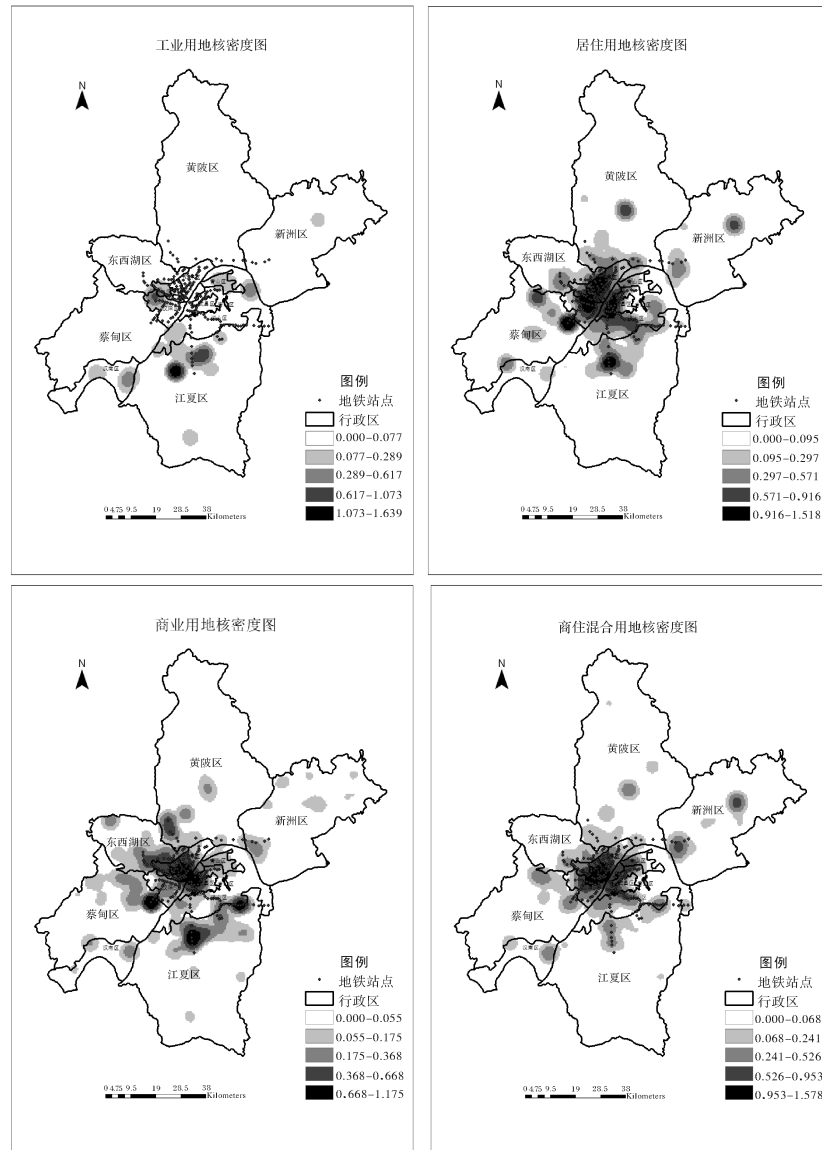 工业用地核密度图
N
黄陂区
新洲区
东西湖区
蔡甸区
汉南区
江夏区
图例
地铁站点
行政区
0.000-0.077
0.077-0.289
0.289-0.617
0.617-1.073
1.073-1.639
0 4.75 9.5 19 28.5 38
Kilometers
居住用地核密度图
N
黄陂区
新洲区
东西湖区
蔡甸区
汉南区
江夏区
图例
地铁站点
行政区
0.000-0.095
0.095-0.297
0.297-0.571
0.571-0.916
0.916-1.518
0 4.75 9.5 19 28.5 38
Kilometers
商业用地核密度图
N
黄陂区
新洲区
东西湖区
蔡甸区
汉南区
江夏区
图例
地铁站点
行政区
0.000-0.055
0.055-0.175
0.175-0.368
0.368-0.668
0.668-1.175
0 4.75 9.5 19 28.5 38
Kilometers
商住混合用地核密度图
N
黄陂区
新洲区
东西湖区
蔡甸区
汉南区
江夏区
图例
地铁站点
行政区
0.000-0.068
0.068-0.241
0.241-0.526
0.526-0.953
0.953-1.578
0 4.75 9.5 19 28.5 38
Kilometers